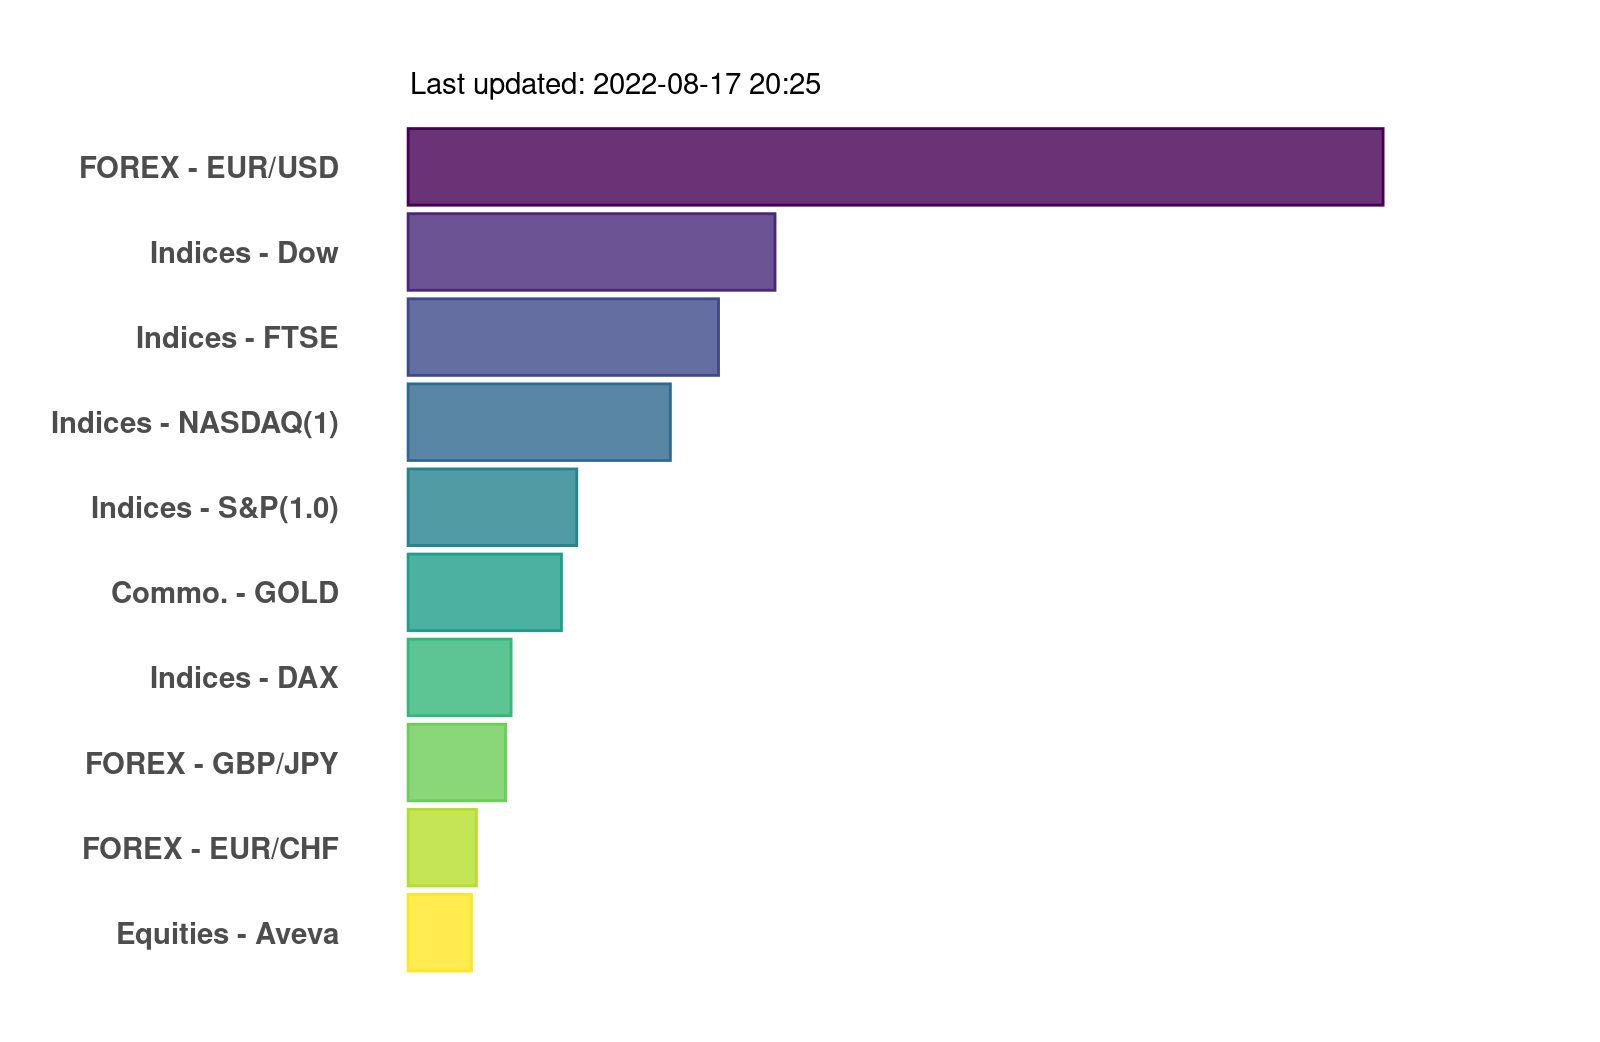 Last updated: 2022-08-17 20:25
FOREX - EUR/USD
Indices - Dow
Indices - FTSE
Indices - NASDAQ(1)
Indices - S&P(1.0)
Commo. - GOLD
Indices - DAX
FOREX - GBP/JPY
FOREX - EUR/CHF
Equities - Aveva